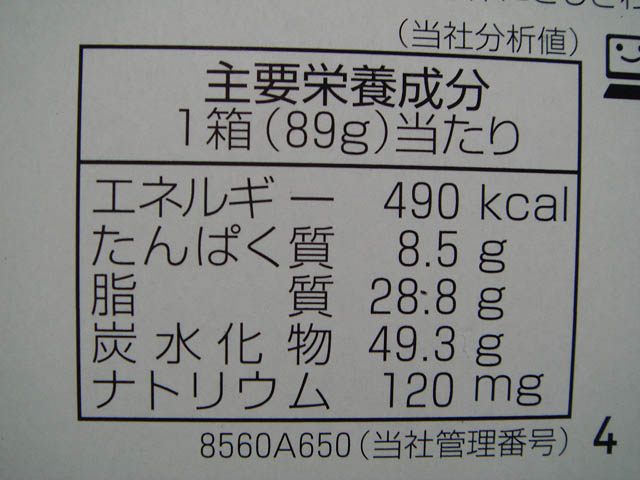 （当社分析値）
主要栄養成分
1箱（89g）当たり
エネルギー 490 kcal
たんぱく質 8.5 g
脂質 28.8 g
炭水化物 49.3 g
ナトリウム 120 mg
8560A650（当社管理番号） 4